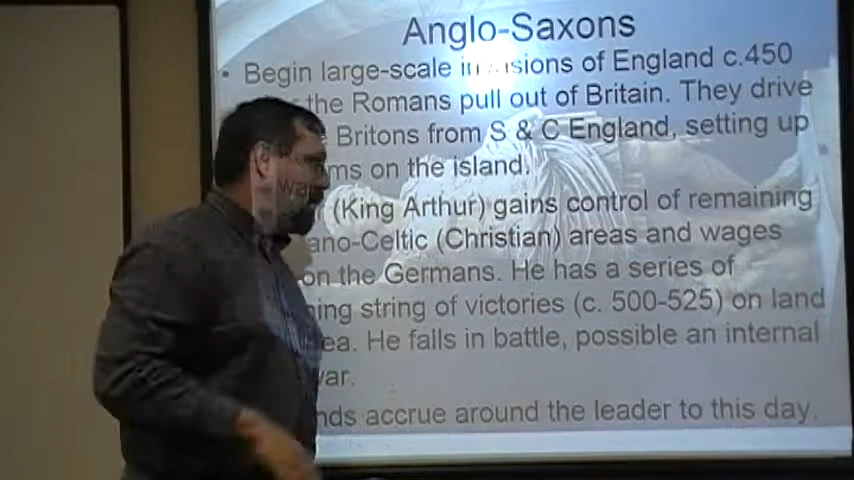 Anglo-Saxons
• Begin large-scale invasions of England c.450
the Romans pull out of Britain. They drive
Britons from S & C England, setting up
ms on the island.
(King Arthur) gains control of remaining
ano-Celtic (Christian) areas and wages
war on the Germans. He has a series of
ning string of victories (c. 500-525) on land
ea. He falls in battle, possible an internal
war.
nds accrue around the leader to this day.